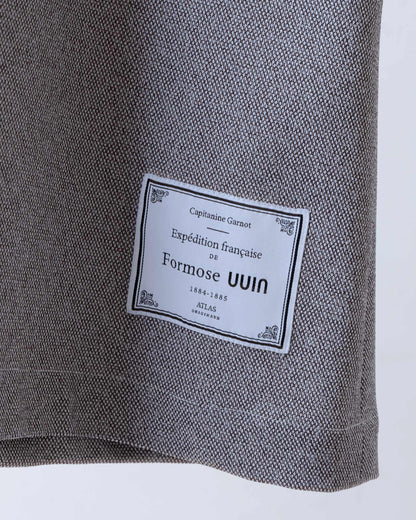 Capitanine Garnot
Expédition française
DE
Formose UUIN
1884-1885
ATLAS